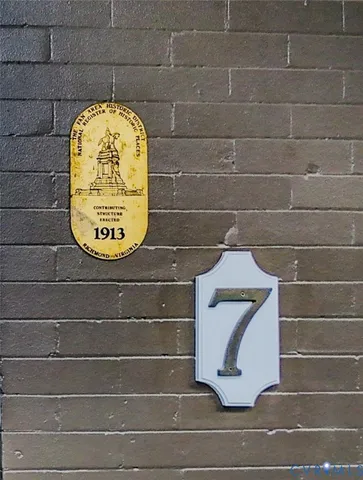 THE FAN AREA HISTORIC DISTRICT
NATIONAL REGISTER OF HISTORIC PLACES
CONTRIBUTING
STRUCTURE
ERECTED
1913
RICHMOND VIRGINIA
7